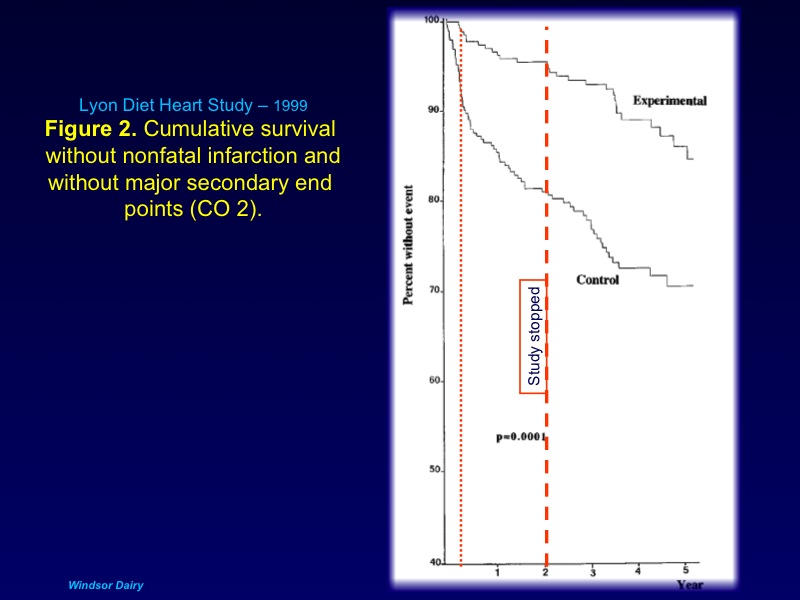 Lyon Diet Heart Study – 1999
Figure 2. Cumulative survival
without nonfatal infarction and
without major secondary end
points (CO 2).
100
90
80
70
60
50
40
Percent without event
Experimental
Control
Study stopped
p=0.0001
1 2 3 4 5
Year
Windsor Dairy